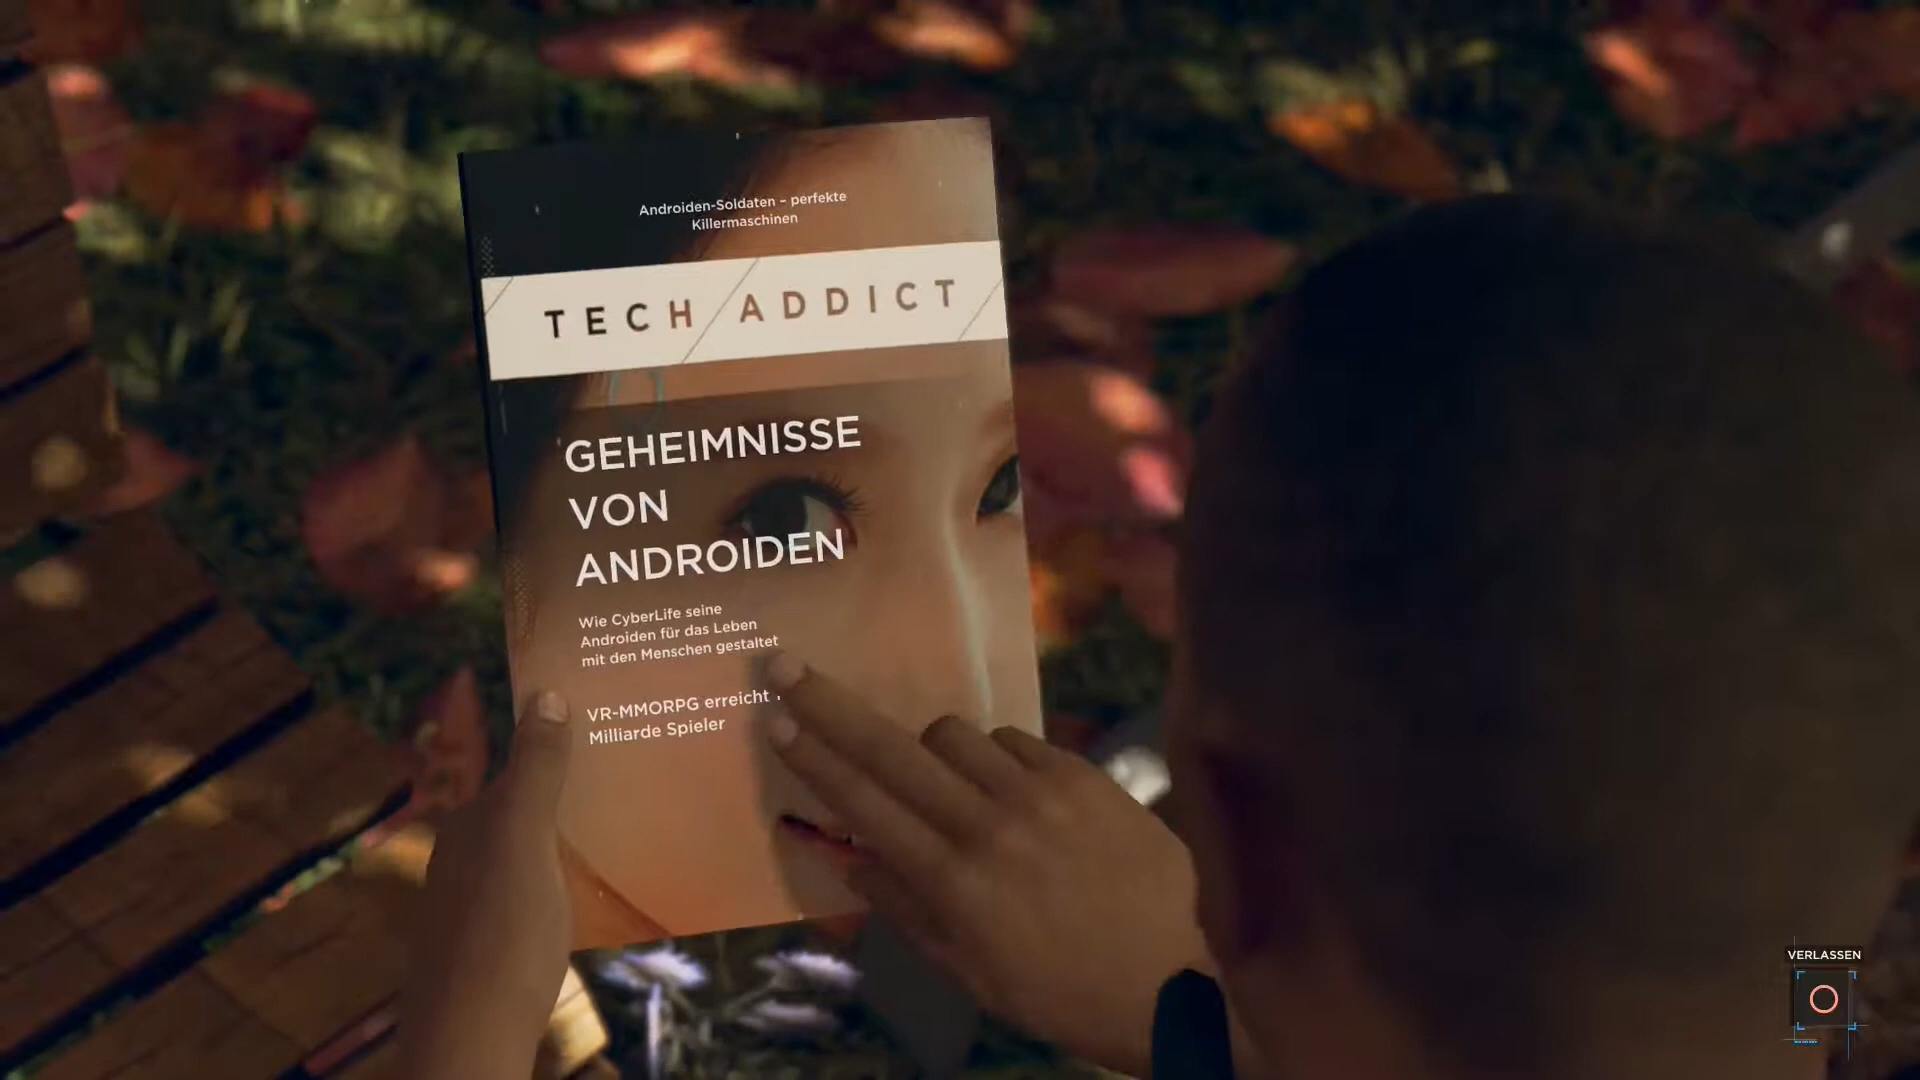 Androiden-Soldaten – perfekte
Killermaschinen
TECH ADDICT
GEHEIMNISSE
VON
ANDROIDEN
Wie CyberLife seine
Androiden für das Leben
mit den Menschen gestaltet
VR-MMORPG erreicht
Milliarde Spieler
VERLASSEN